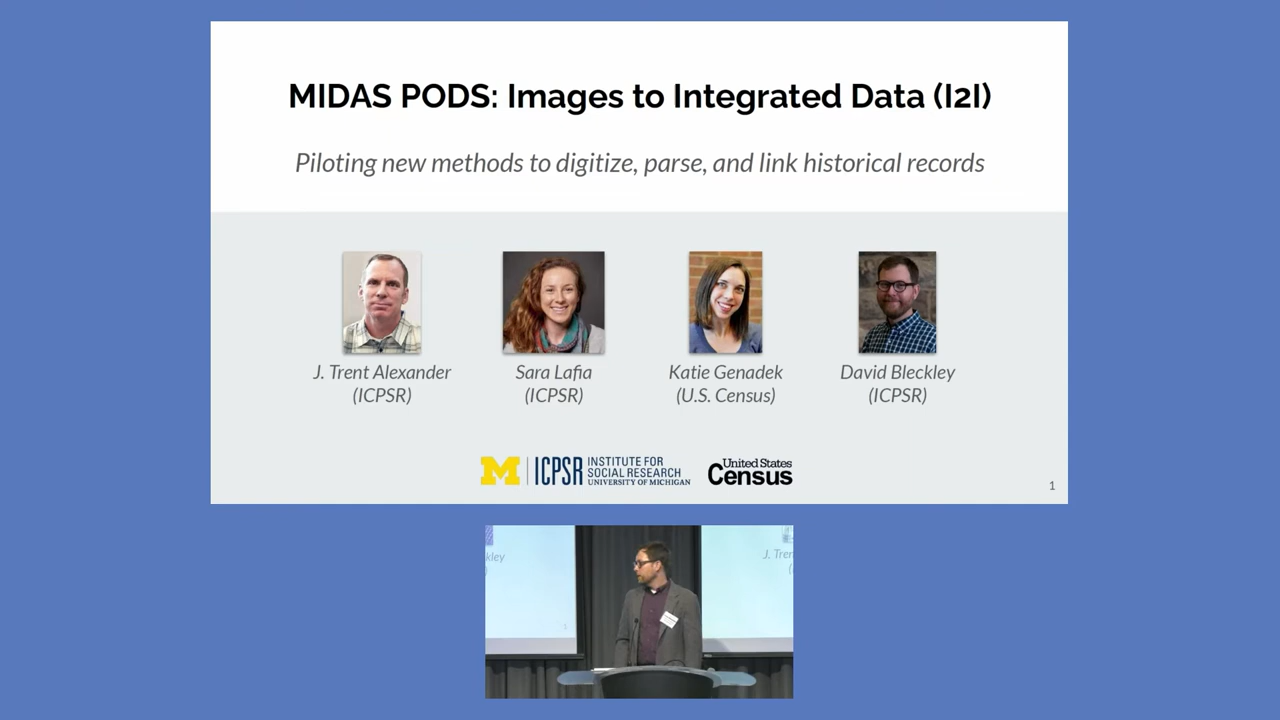 MIDAS PODS: Images to Integrated Data (I2I)
Piloting new methods to digitize, parse, and link historical records
J. Trent Alexander
(ICPSR)
Sara Lafia
(ICPSR)
Katie Genadek
(U.S. Census)
David Bleckley
(ICPSR)
M
ICPSR
INSTITUTE FOR
SOCIAL RESEARCH
UNIVERSITY OF MICHIGAN
United States
Census
1
kley
)
J. Tren
(I